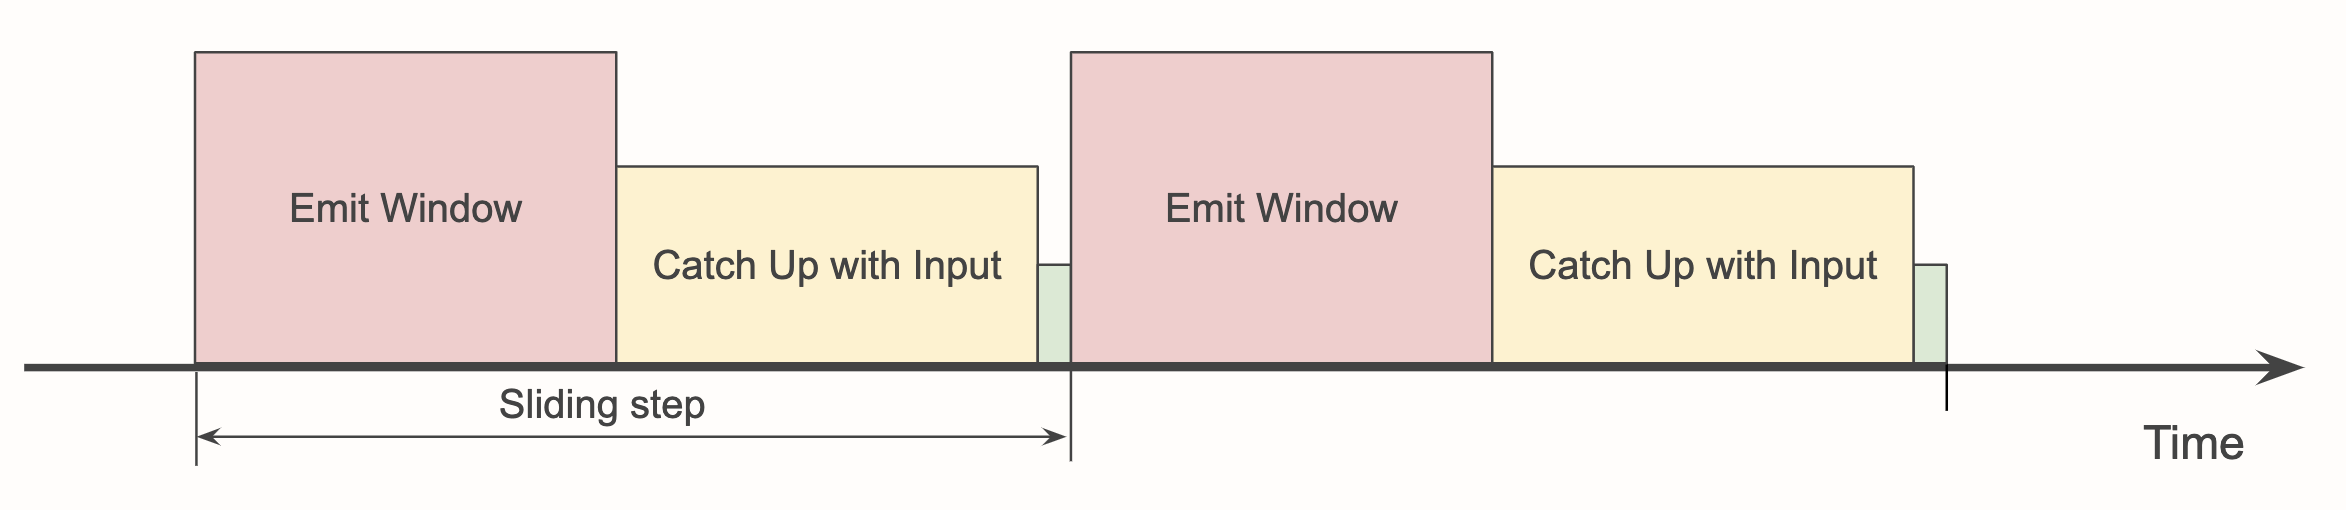 Emit Window
Catch Up with Input
Emit Window
Catch Up with Input
Sliding step
Time